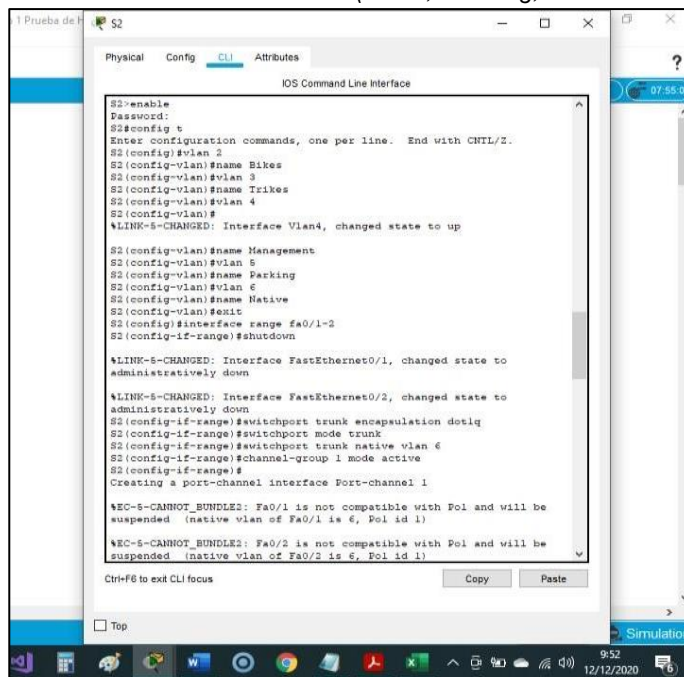 1 Prueba de H
S2
Physical Config CLI Attributes
IOS Command Line Interface
?
07:55:0
S2>enable
Password:
S2#config t
Enter configuration commands, one per line. End with CNTL/Z.
S2(config)#vlan 2
S2(config-vlan)#name Bikes
S2(config-vlan)#vlan 3
S2(config-vlan)#name Trikes
S2(config-vlan)#vlan 4
S2(config-vlan)#
%LINK-5-CHANGED: Interface Vlan4, changed state to up
S2(config-vlan)#name Management
S2(config-vlan)#vlan 5
S2(config-vlan)#name Parking
S2(config-vlan)#vlan 6
S2(config-vlan)#name Native
S2(config-vlan)#exit
S2(config)#interface range fa0/1-2
S2(config-if-range)#shutdown
%LINK-5-CHANGED: Interface FastEthernet0/1, changed state to
administratively down
%LINK-5-CHANGED: Interface FastEthernet0/2, changed state to
administratively down
S2(config-if-range)#switchport trunk encapsulation dot1q
S2(config-if-range)#switchport mode trunk
S2(config-if-range)#switchport trunk native vlan 6
S2(config-if-range)#channel-group 1 mode active
S2(config-if-range)#
Creating a port-channel interface Port-channel 1
%EC-5-CANNOT_BUNDLE2: Fa0/1 is not compatible with Po1 and will be
suspended (native vlan of Fa0/1 is 6, Po1 id 1)
%EC-5-CANNOT_BUNDLE2: Fa0/2 is not compatible with Po1 and will be
suspended (native vlan of Fa0/2 is 6, Po1 id 1)
Ctrl+F6 to exit CLI focus
Copy Paste
Top
Simulatio
9:52
12/12/2020
6